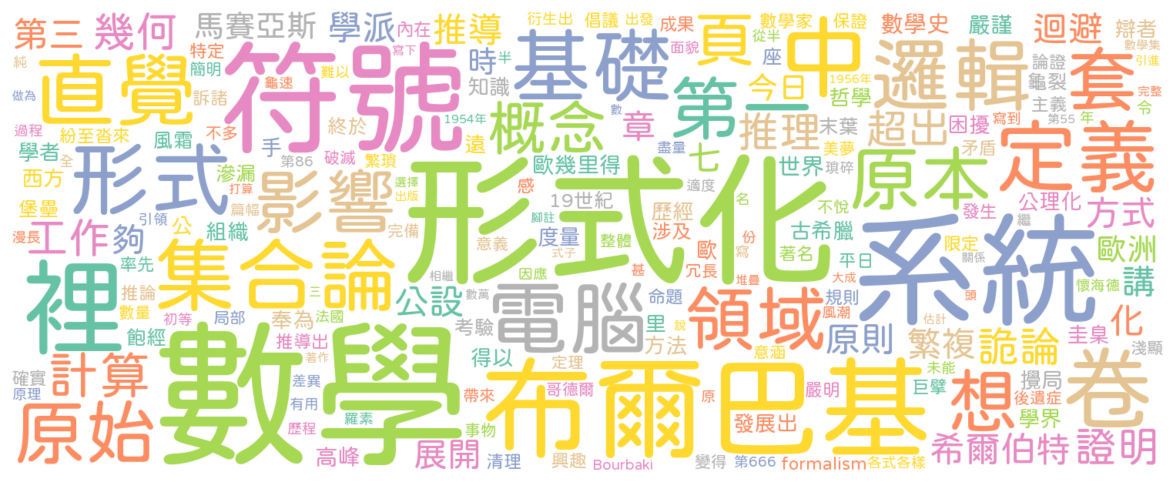 第三 幾何 馬賽亞斯 學派 內在 推導 衍生出 倡議 出發 成果 數學家 保證 數學史 嚴謹 迴避 辯者
純 特定 簡明 直覺 符號 寫下 時 半 基礎 面貌 頁 從半 座 中 論證 龜裂 套 數學集 引進
做為 訴諸 龜速 難以 知識 今日 1956年 哲學 邏輯 主義 完整
過程 紛至沓來 風霜 不多 終於 1954年 概念 章 第一 推理 末葉 超出 困擾 第55 年 令
學者 全 形式 手 第86 破滅 繁瑣 遠 數 盡量 七 美夢 瑣碎 矛盾 定義
西方 滲漏 打算 影響 選擇 出版 歐幾里得 世界 原本 發生 公理化
堡壘 篇幅 完備 形式化 感 19世紀 適度 名 不悅 繼 方式
漫長 引領 公 意義 腳註 歷經 份 古希臘 系統 限定
工作 夠 組織 度量 整體 涉及 歐 寫 著名 平日 關係 歐洲
率先 集合論 因應 式子 甚 冗長 堆疊 大成 懷海德 講
裡 推論 三 相繼 電腦 命題 領域 規則 頭
數量 初等 局部 法國 奉為 公設 數萬 里 說 風潮 估計 化 圭臬
飽經 推導出 考驗 方法 原則 繁複 詭論 淺顯
確實 計算 數學 著作 得以 定理 布爾巴基 意涵 未能 卷
原理 差異 帶來 哥德爾 原 嚴明 巨擘 想 攪局 後遺症
原始 有用 羅素 歷程 事物 發展出 學界
高峰 展開 清理 興趣 Bourbaki 變得 第666 formalism 各式各樣 希爾伯特 證明